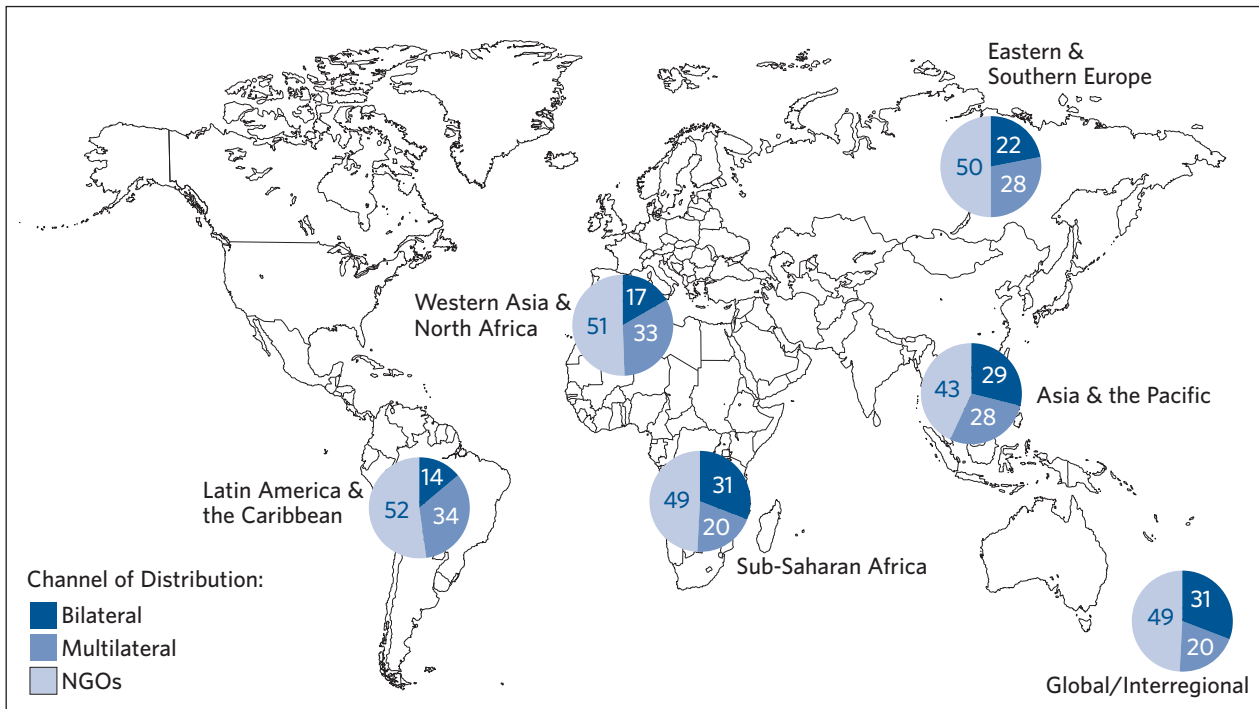 Eastern &
Southern Europe
22
50
28
Western Asia &
North Africa
17
51
33
29
43
28
Asia & the Pacific
Latin America &
the Caribbean
14
52
34
31
49
20
Sub-Saharan Africa
Channel of Distribution:
Bilateral
Multilateral
NGOs
31
49
20
Global/Interregional